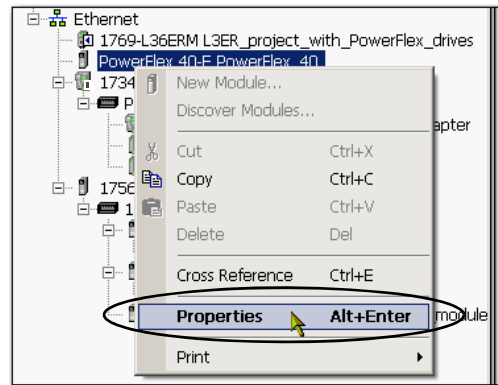 Ethernet
1769-L36ERM L3ER_project_with_PowerFlex_drives
PowerFlex 40-E PowerFlex_40
1734
New Module...
P
Discover Modules...
apter
Cut Ctrl+X
1756
Copy Ctrl+C
1
Paste Ctrl+V
Delete Del
Cross Reference Ctrl+E
Properties Alt+Enter
module
Print